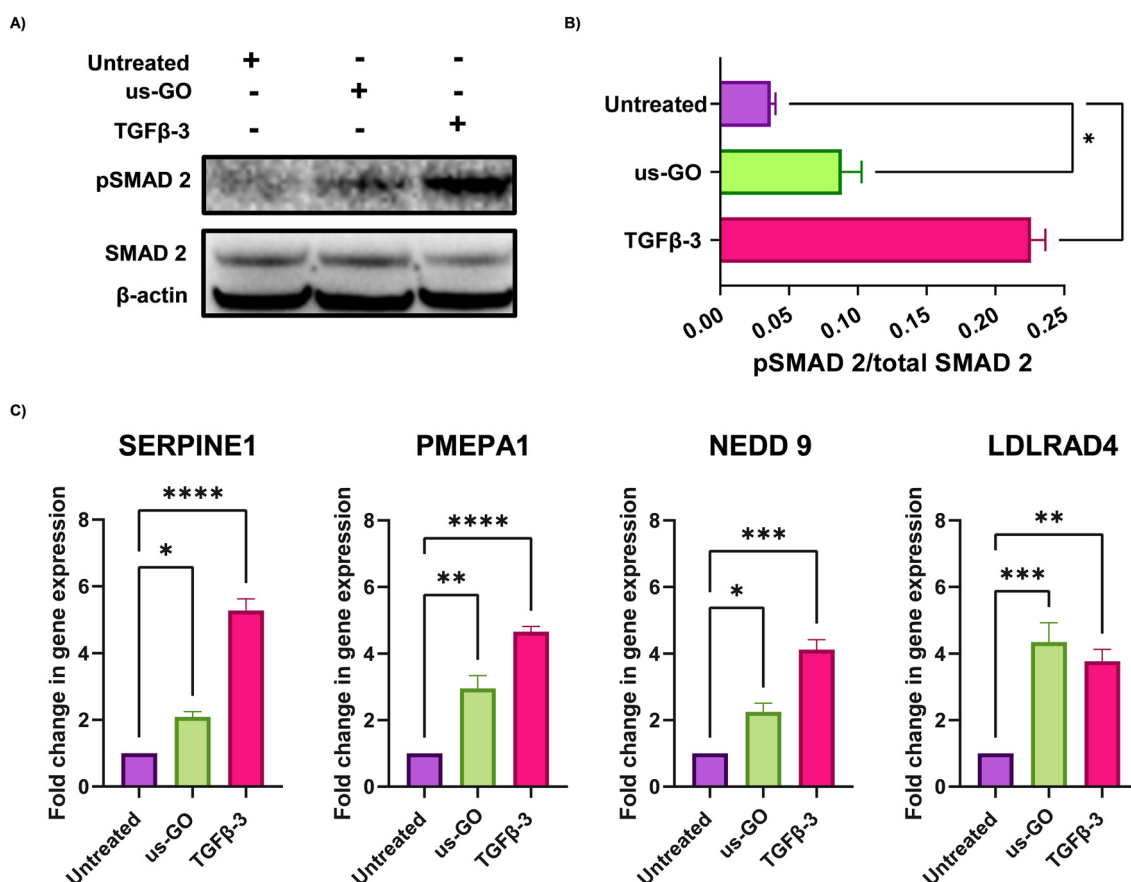 A)
Untreated + - -
us-GO - + -
TGFβ-3 - - +
pSMAD 2
SMAD 2
β-actin
B)
Untreated
us-GO
TGFβ-3
*
0.00 0.05 0.10 0.15 0.20 0.25
pSMAD 2/total SMAD 2
C)
SERPINE1
Fold change in gene expression
8
6
4
2
0
****
*
Untreated
us-GO
TGFβ-3
PMEPA1
Fold change in gene expression
8
6
4
2
0
****
**
Untreated
us-GO
TGFβ-3
NEDD 9
Fold change in gene expression
8
6
4
2
0
***
*
Untreated
us-GO
TGFβ-3
LDLRAD4
Fold change in gene expression
8
6
4
2
0
**
***
Untreated
us-GO
TGFβ-3